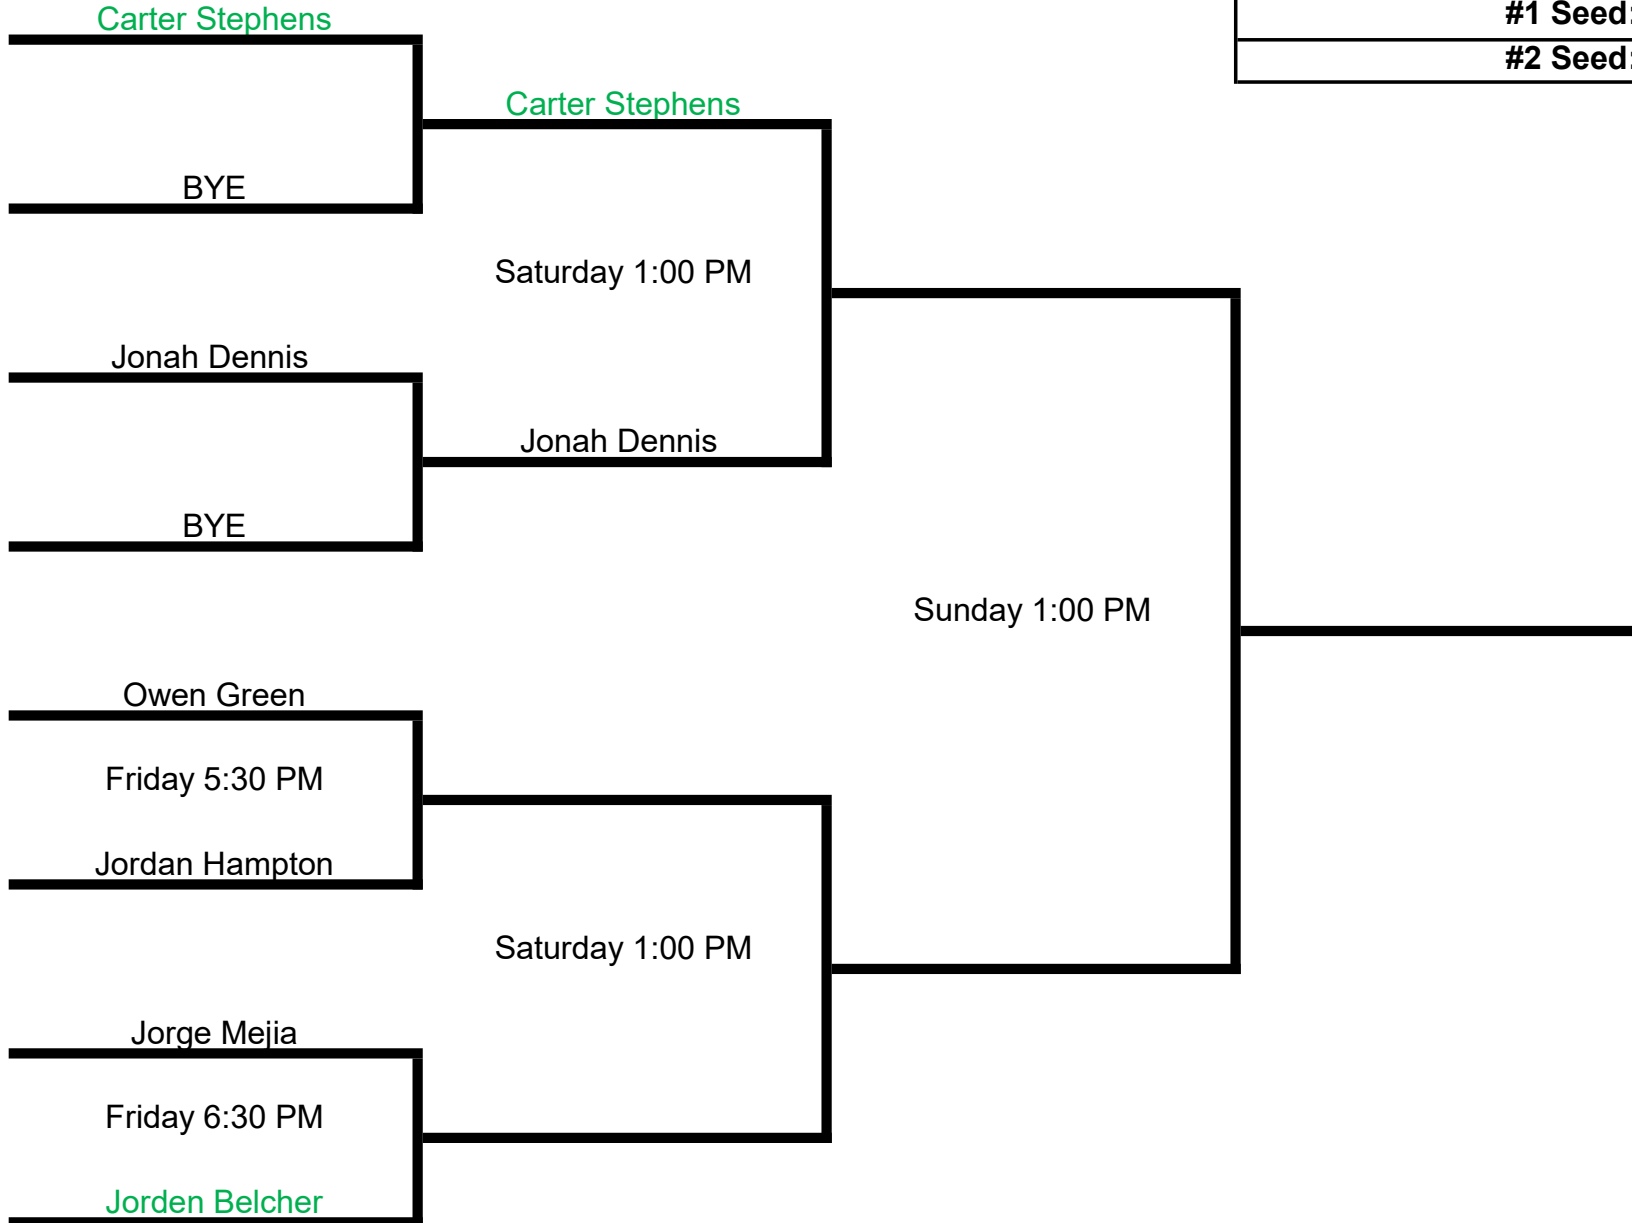 Carter Stephens
#1 Seed:
#2 Seed:
Carter Stephens
BYE
Saturday 1:00 PM
Jonah Dennis
Jonah Dennis
BYE
Sunday 1:00 PM
Owen Green
Friday 5:30 PM
Jordan Hampton
Saturday 1:00 PM
Jorge Mejia
Friday 6:30 PM
Jorden Belcher